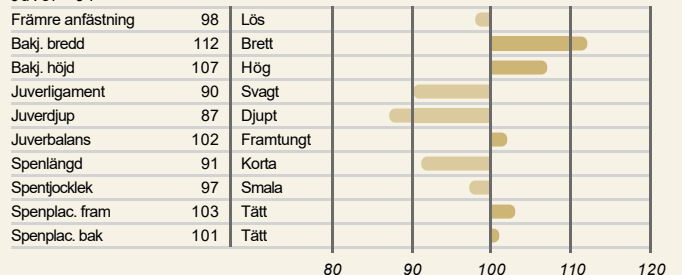 Främre anfästning 98 Lös
Bakj. bredd 112 Brett
Bakj. höjd 107 Hög
Juverligament 90 Svagt
Juverdjup 87 Djupt
Juverbalans 102 Framtungt
Spenlängd 91 Korta
Spentjocklek 97 Smala
Spenplac. fram 103 Tätt
Spenplac. bak 101 Tätt
80 90 100 110 120